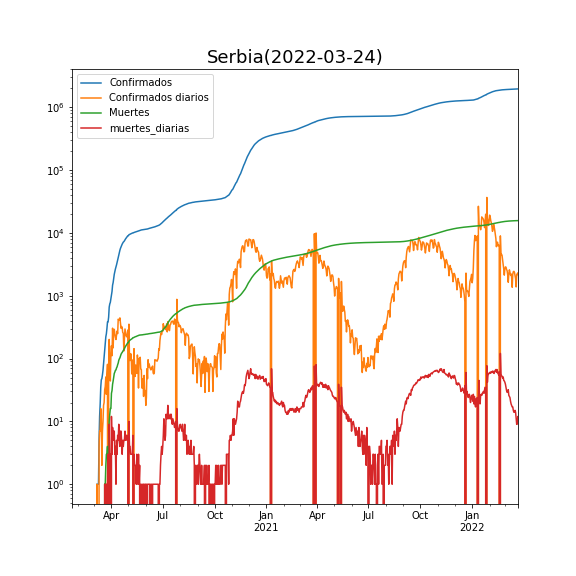 Serbia(2022-03-24)
Confirmados
Confirmados diarios
Muertes
muertes_diarias
10⁶
10⁵
10⁴
10³
10²
10¹
10⁰
Apr Jul Oct Jan Apr Jul Oct Jan
2021 2022